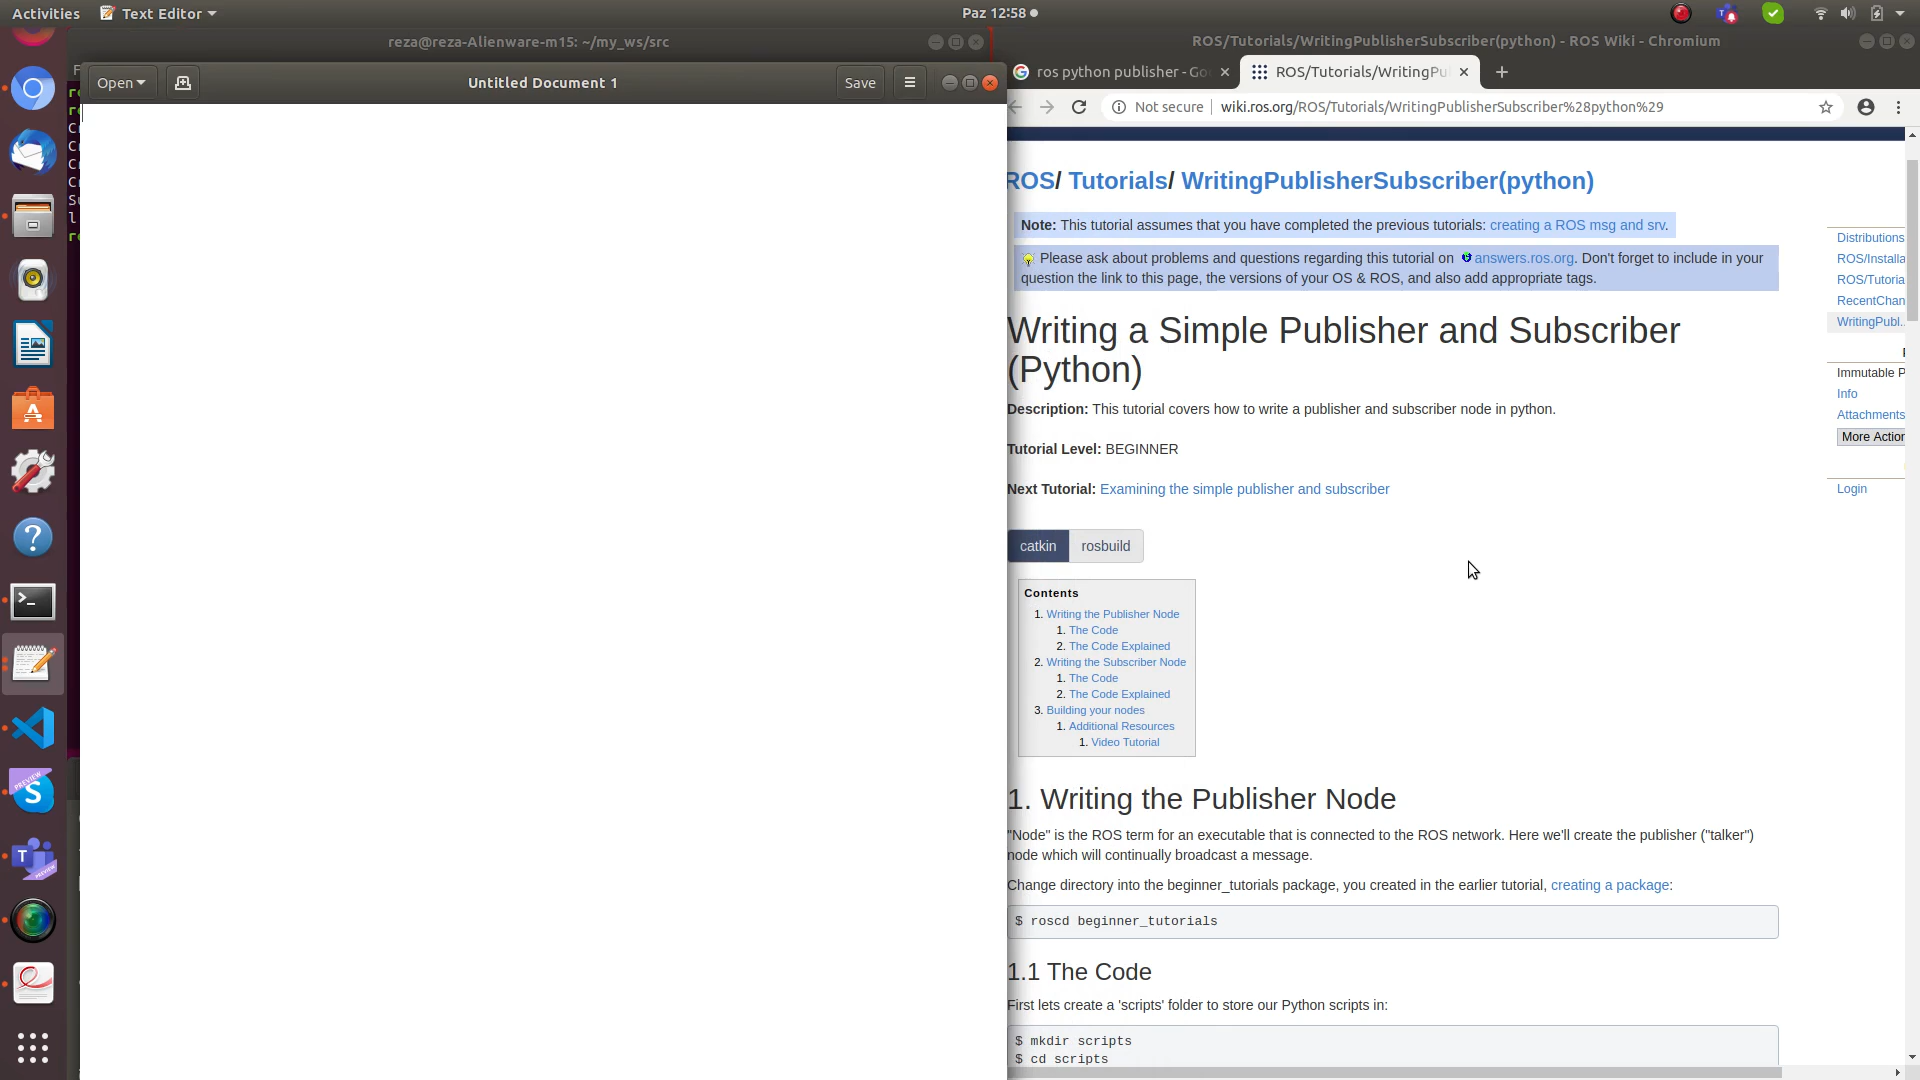 Activities
Text Editor
Paz 12:58
reza@reza-Alienware-m15: ~/my_ws/src
ROS/Tutorials/WritingPublisherSubscriber(python) - ROS Wiki - Chromium
Open
Untitled Document 1
Save
ros python publisher - Go
ROS/Tutorials/WritingPu
Not secure
wiki.ros.org/ROS/Tutorials/WritingPublisherSubscriber%28python%29
ROS/ Tutorials/ WritingPublisherSubscriber(python)
Note: This tutorial assumes that you have completed the previous tutorials: creating a ROS msg and srv.
Please ask about problems and questions regarding this tutorial on answers.ros.org. Don't forget to include in your
question the link to this page, the versions of your OS & ROS, and also add appropriate tags.
Writing a Simple Publisher and Subscriber
(Python)
Description: This tutorial covers how to write a publisher and subscriber node in python.
Tutorial Level: BEGINNER
Next Tutorial: Examining the simple publisher and subscriber
catkin
rosbuild
Contents
1. Writing the Publisher Node
1. The Code
2. The Code Explained
2. Writing the Subscriber Node
1. The Code
2. The Code Explained
3. Building your nodes
1. Additional Resources
1. Video Tutorial
1. Writing the Publisher Node
"Node" is the ROS term for an executable that is connected to the ROS network. Here we'll create the publisher ("talker")
node which will continually broadcast a message.
Change directory into the beginner_tutorials package, you created in the earlier tutorial, creating a package:
$ roscd beginner_tutorials
1.1 The Code
First lets create a 'scripts' folder to store our Python scripts in:
$ mkdir scripts
$ cd scripts
Distributions
ROS/Installa
ROS/Tutoria
RecentChan
WritingPubl..
Immutable P
Info
Attachments
More Action
Login